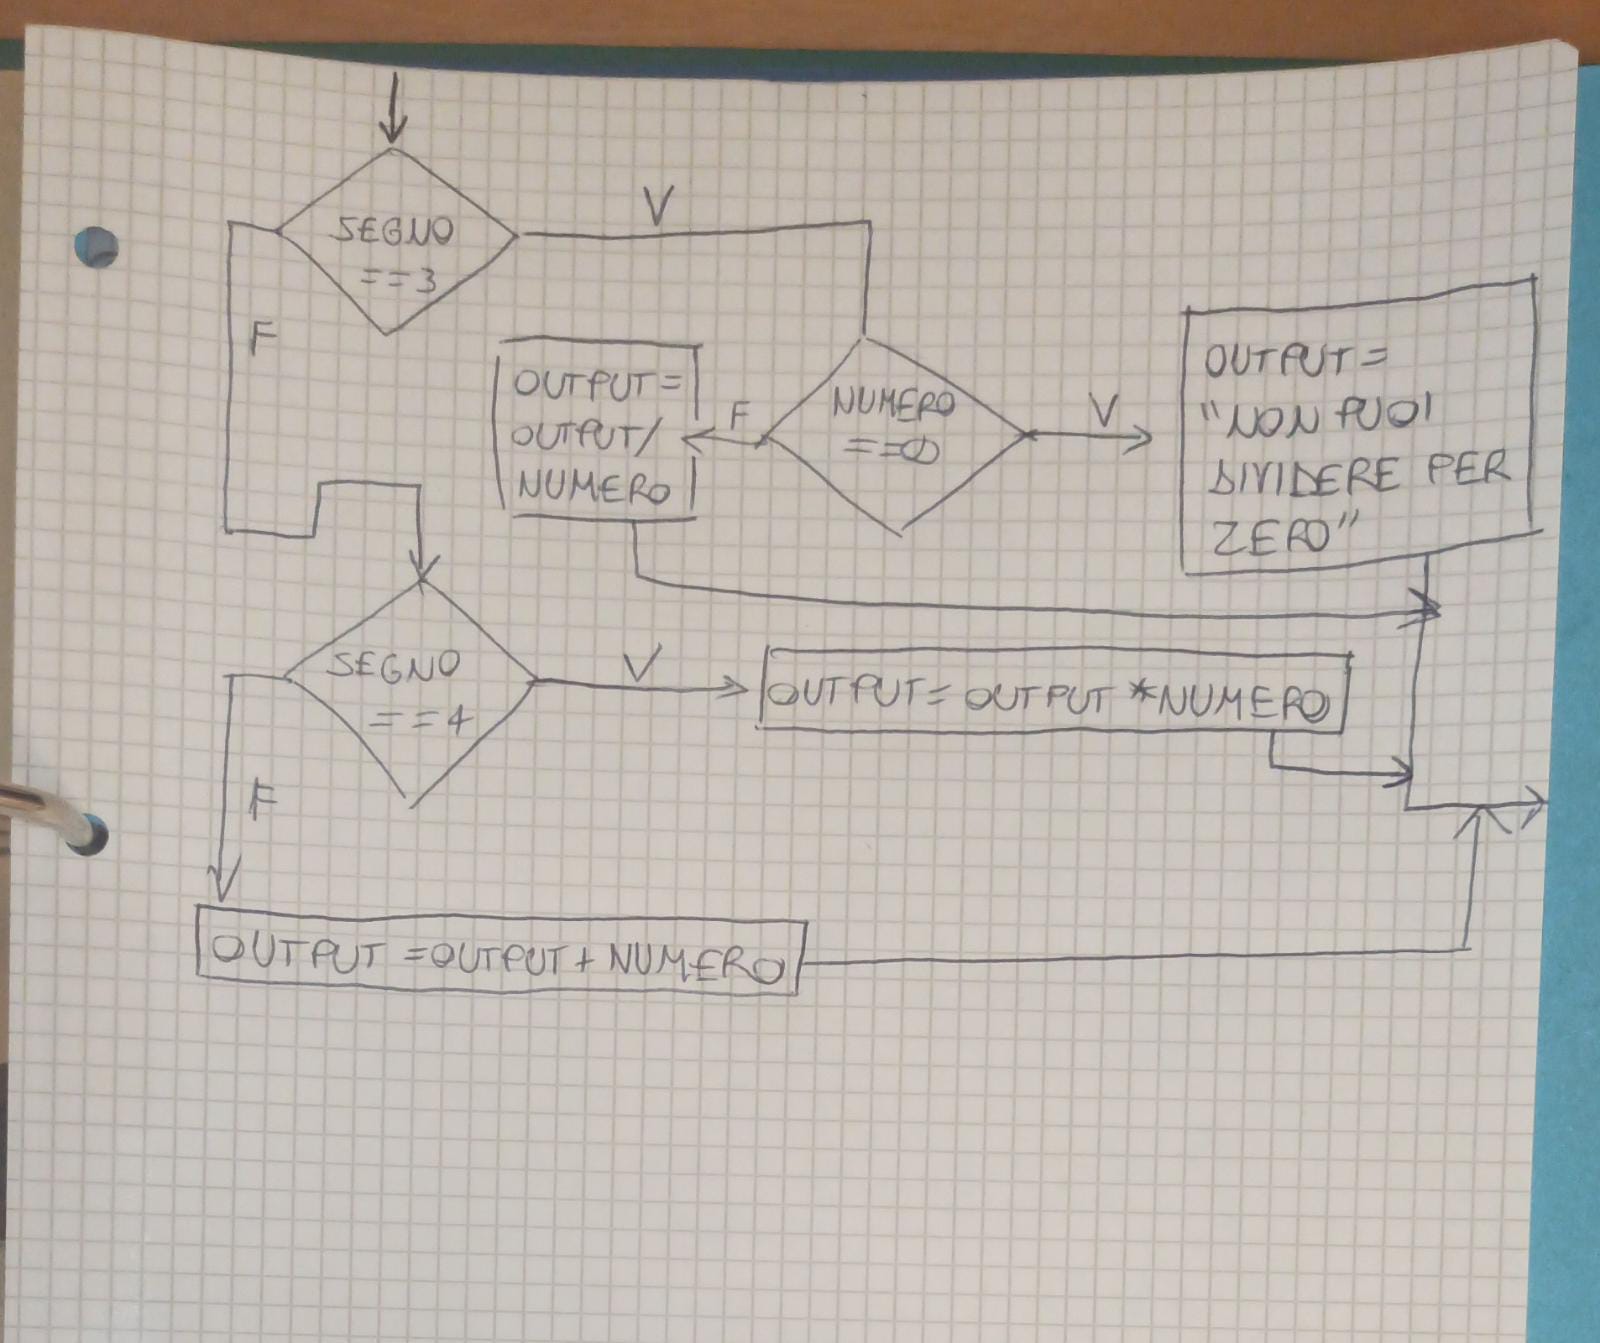 SEGNO
==3
V
F
OUTPUT=
OUTPUT/
NUMERO
F
NUMERO
==0
V
OUTPUT=
"NON PUOI
DIVIDERE PER
ZERO"
SEGNO
==4
V
OUTPUT= OUTPUT *NUMERO
F
OUTPUT =OUTPUT+ NUMERO